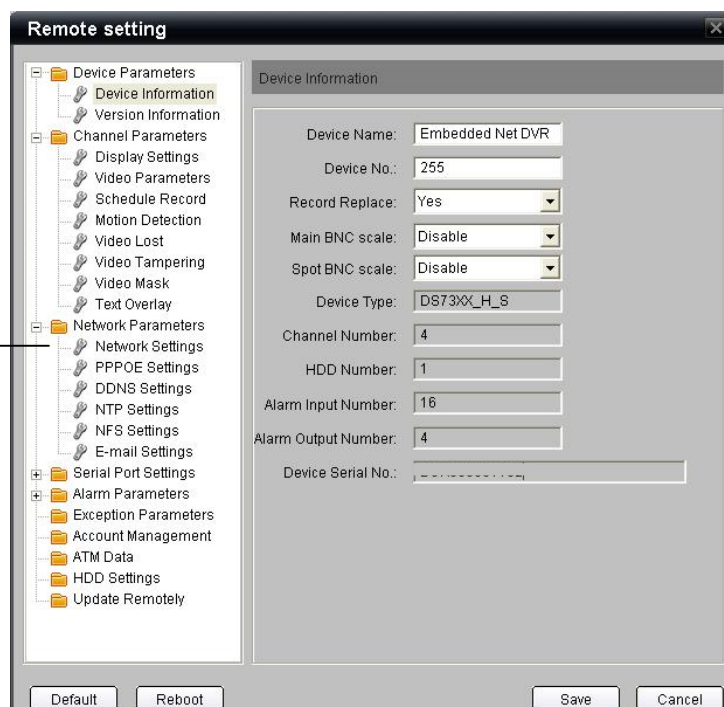 Remote setting
Device Parameters
Device Information
Version Information
Channel Parameters
Display Settings
Video Parameters
Schedule Record
Motion Detection
Video Lost
Video Tampering
Video Mask
Text Overlay
Network Parameters
Network Settings
PPPOE Settings
DDNS Settings
NTP Settings
NFS Settings
E-mail Settings
Serial Port Settings
Alarm Parameters
Exception Parameters
Account Management
ATM Data
HDD Settings
Update Remotely
Device Information
Device Name: Embedded Net DVR
Device No.: 255
Record Replace: Yes
Main BNC scale: Disable
Spot BNC scale: Disable
Device Type: DS73XX_H_S
Channel Number: 4
HDD Number: 1
Alarm Input Number: 16
Alarm Output Number: 4
Device Serial No.:
Default Reboot Save Cancel